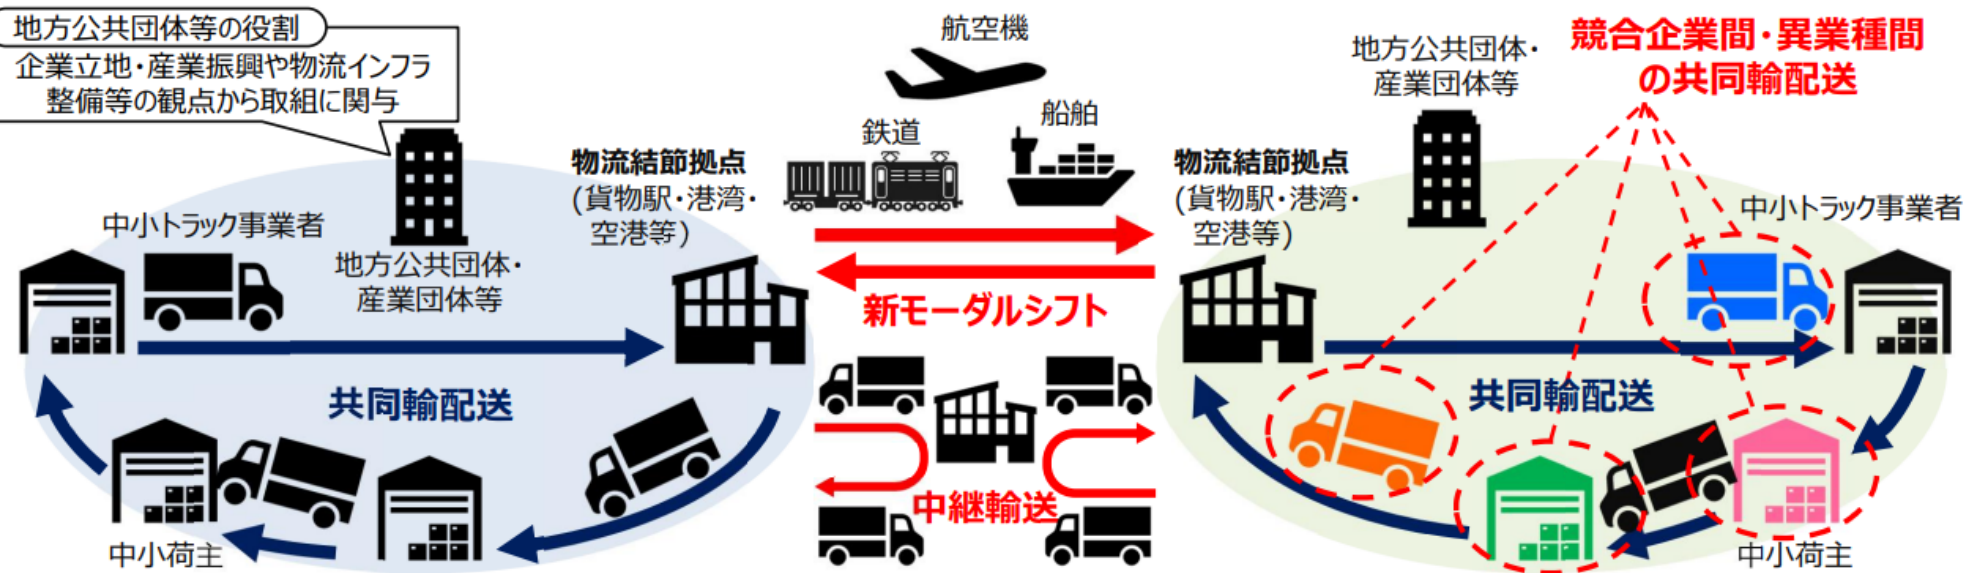 地方公共団体等の役割
企業立地・産業振興や物流インフラ
整備等の観点から取組に関与
中小トラック事業者
地方公共団体・
産業団体等
物流結節拠点
(貨物駅・港湾・
空港等)
共同輸配送
中小荷主
航空機
鉄道
船舶
新モーダルシフト
中継輸送
物流結節拠点
(貨物駅・港湾・
空港等)
地方公共団体・
産業団体等
競合企業間・異業種間
の共同輸配送
中小トラック事業者
共同輸配送
中小荷主